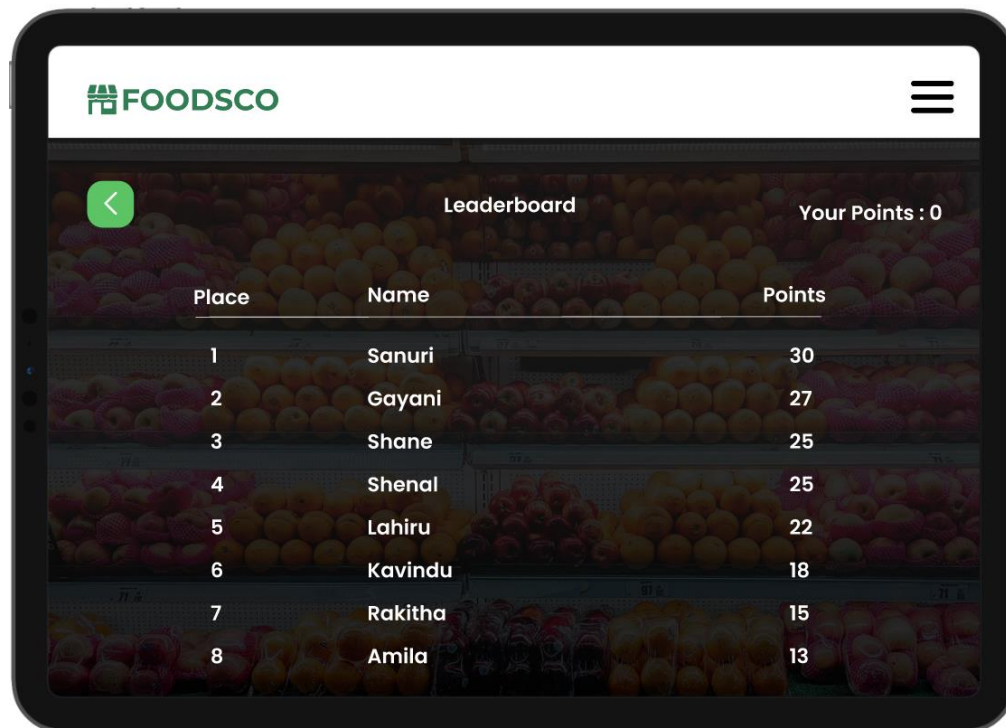 FOODSCO
Leaderboard
Your Points : 0
Place Name Points
1 Sanuri 30
2 Gayani 27
3 Shane 25
4 Shenal 25
5 Lahiru 22
6 Kavindu 18
7 Rakitha 15
8 Amila 13